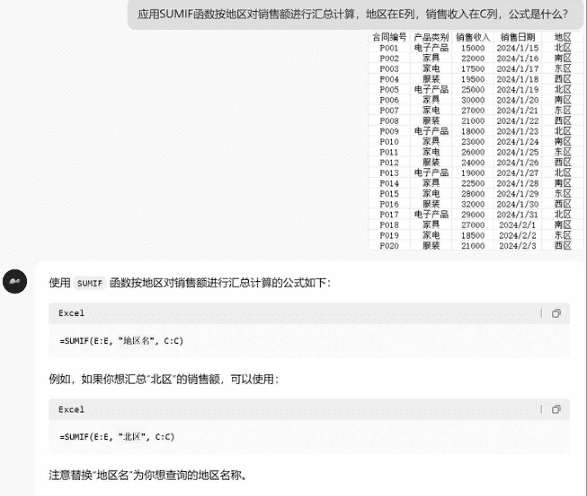 应用SUMIF函数按地区对销售额进行汇总计算，地区在E列，销售收入在C列，公式是什么？
合同编号 产品类别 销售收入 销售日期 地区
P001 电子产品 15000 2024/1/15 北区
P002 家具 22000 2024/1/16 南区
P003 家电 17500 2024/1/17 东区
P004 服装 19500 2024/1/18 西区
P005 电子产品 25000 2024/1/19 北区
P006 家具 30000 2024/1/20 南区
P007 家电 27000 2024/1/21 东区
P008 服装 21000 2024/1/22 西区
P009 电子产品 18000 2024/1/23 北区
P010 家具 23000 2024/1/24 南区
P011 家电 26000 2024/1/25 东区
P012 服装 24000 2024/1/26 西区
P013 电子产品 19000 2024/1/27 北区
P014 家具 22500 2024/1/28 南区
P015 家电 28000 2024/1/29 东区
P016 服装 32000 2024/1/30 西区
P017 电子产品 29000 2024/1/31 北区
P018 家具 27000 2024/2/1 南区
P019 家电 18500 2024/2/2 东区
P020 服装 21000 2024/2/3 西区
使用 SUMIF 函数按地区对销售额进行汇总计算的公式如下：
Excel
=SUMIF(E:E, "地区名", C:C)
例如，如果你想汇总“北区”的销售额，可以使用：
Excel
=SUMIF(E:E, "北区", C:C)
注意替换“地区名”为你想查询的地区名称。